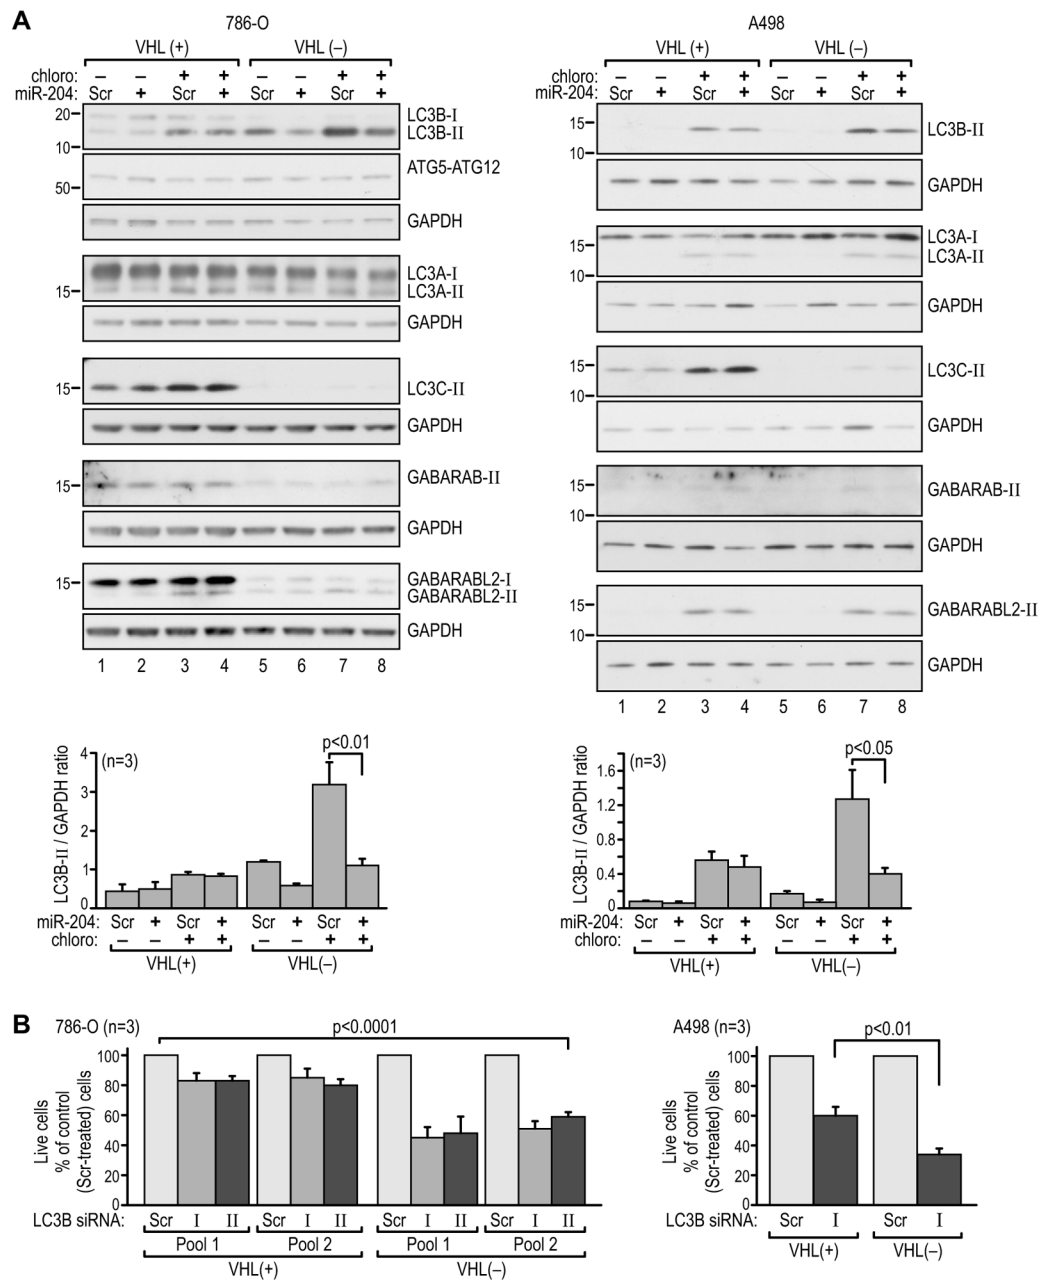 A
786-O
VHL (+) VHL (–)
chloro: – – + + – – + +
miR-204: Scr + Scr + Scr + Scr +
20
10
LC3B-I
LC3B-II
50
ATG5-ATG12
GAPDH
15
LC3A-I
LC3A-II
GAPDH
15
LC3C-II
GAPDH
15
GABARAB-II
GAPDH
15
GABARABL2-I
GABARABL2-II
GAPDH
1 2 3 4 5 6 7 8
A498
VHL (+) VHL (–)
chloro: – – + + – – + +
miR-204: Scr + Scr + Scr + Scr +
15
10
LC3B-II
GAPDH
15
10
LC3A-I
LC3A-II
GAPDH
15
10
LC3C-II
GAPDH
15
10
GABARAB-II
GAPDH
15
10
GABARABL2-II
GAPDH
1 2 3 4 5 6 7 8
LC3B-II / GAPDH ratio
4
3
2
1
0
(n=3)
p<0.01
miR-204: Scr + Scr + Scr + Scr +
chloro: – – + + – – + +
VHL(+) VHL(–)
LC3B-II / GAPDH ratio
1.6
1.2
0.8
0.4
0
(n=3)
p<0.05
miR-204: Scr + Scr + Scr + Scr +
chloro: – – + + – – + +
VHL(+) VHL(–)
B
786-O (n=3)
p<0.0001
Live cells
% of control
(Scr-treated) cells
100
80
60
40
20
0
LC3B siRNA: Scr I II Scr I II Scr I II Scr I II
Pool 1 Pool 2 Pool 1 Pool 2
VHL(+) VHL(–)
A498 (n=3)
p<0.01
Live cells
% of control
(Scr-treated) cells
100
80
60
40
20
0
LC3B siRNA: Scr I Scr I
VHL(+) VHL(–)